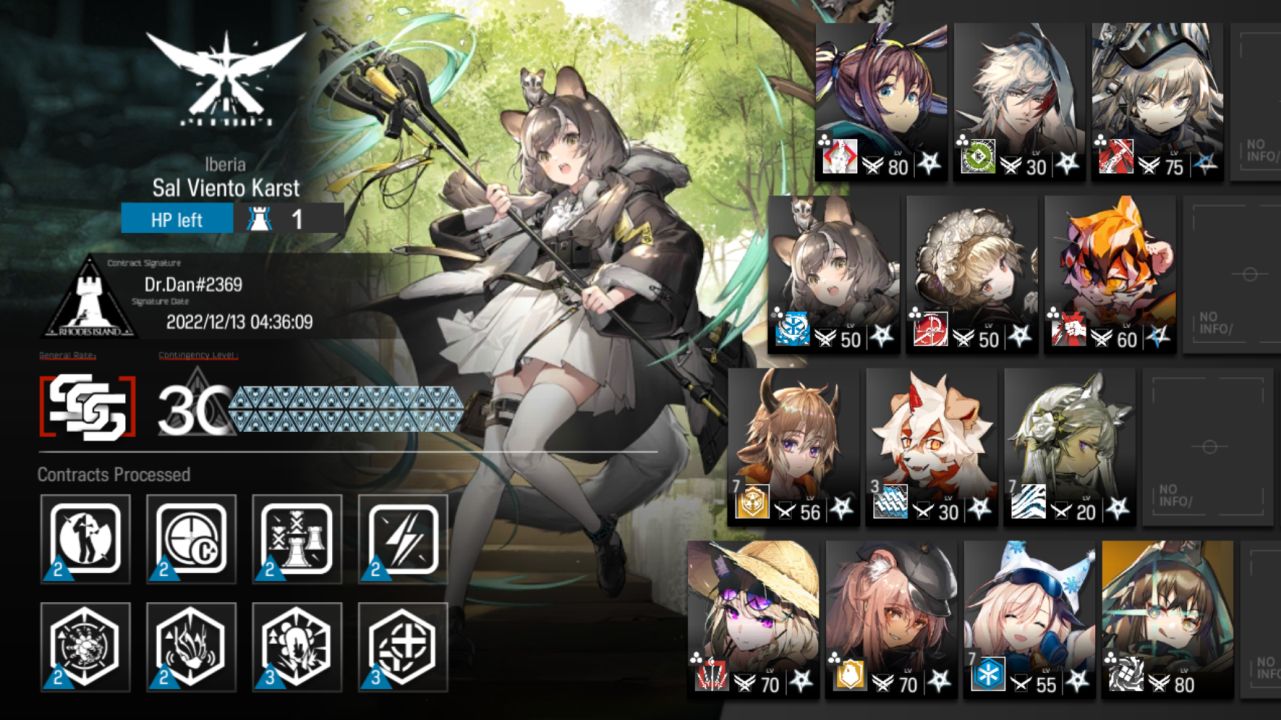 Iberia
Sal Viento Karst
HP left 1
Contract Signature
Dr.Dan#2369
Signature Date
2022/12/13 04:36:09
RHODES ISLAND
General Rate:
Contingency Level:
SSS
30
Contracts Processed
2 2 2 2
2 2 3 3
LV 80 LV 30 LV 75 NO INFO/
LV 50 LV 50 LV 60 NO INFO/
7 LV 56 3 LV 30 7 LV 20 NO INFO/
LV 70 LV 70 7 LV 55 LV 80 NO INFO/